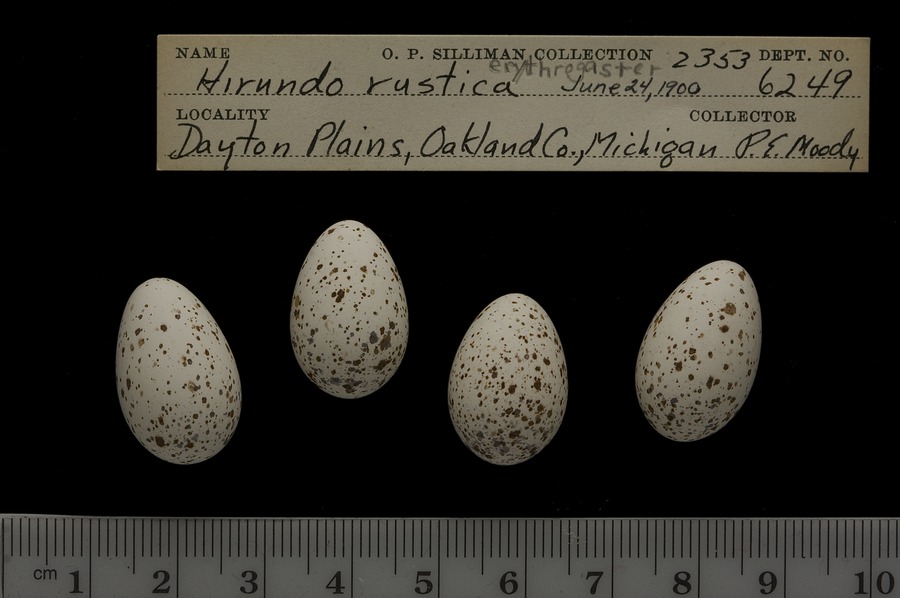 NAME O. P. SILLIMAN COLLECTION 2353 DEPT. NO.
erythrogaster
Hirundo rustica June 24, 1900 6249
LOCALITY COLLECTOR
Dayton Plains, Oakland Co., Michigan P.E. Moody
cm 1 2 3 4 5 6 7 8 9 10